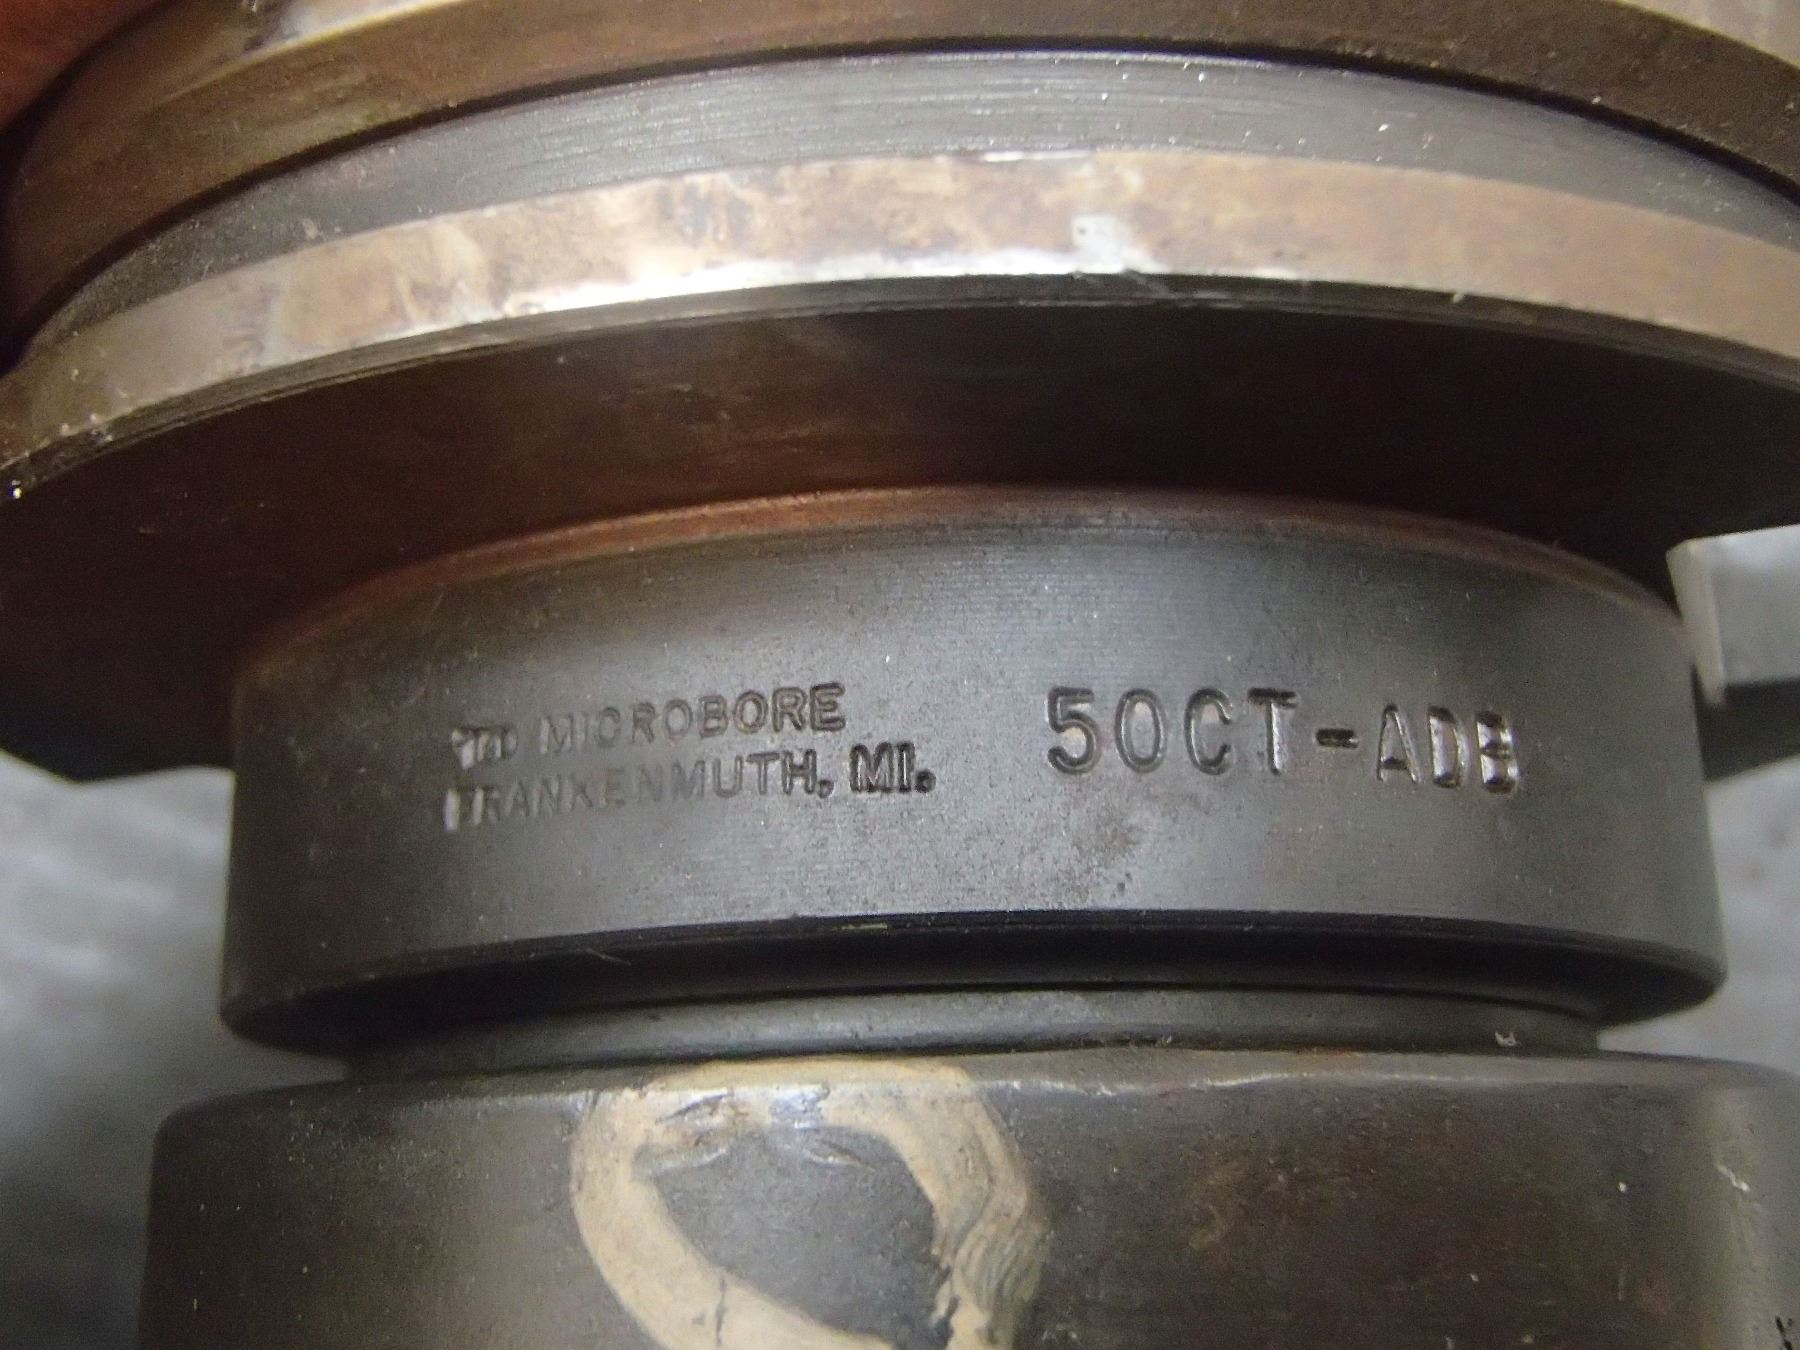 MICROBORE
FRANKENMUTH, MI.
50CT-ADB